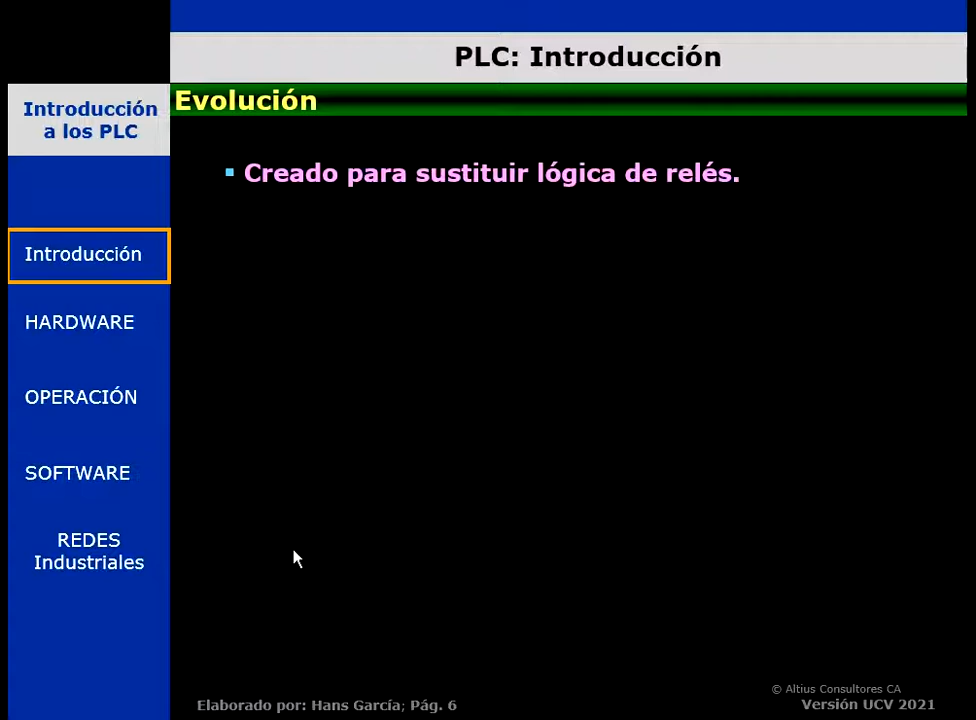 PLC: Introducción
Introducción
a los PLC
Evolución
▪ Creado para sustituir lógica de relés.
Introducción
HARDWARE
OPERACIÓN
SOFTWARE
REDES
Industriales
© Altius Consultores CA
Elaborado por: Hans García; Pág. 6
Versión UCV 2021